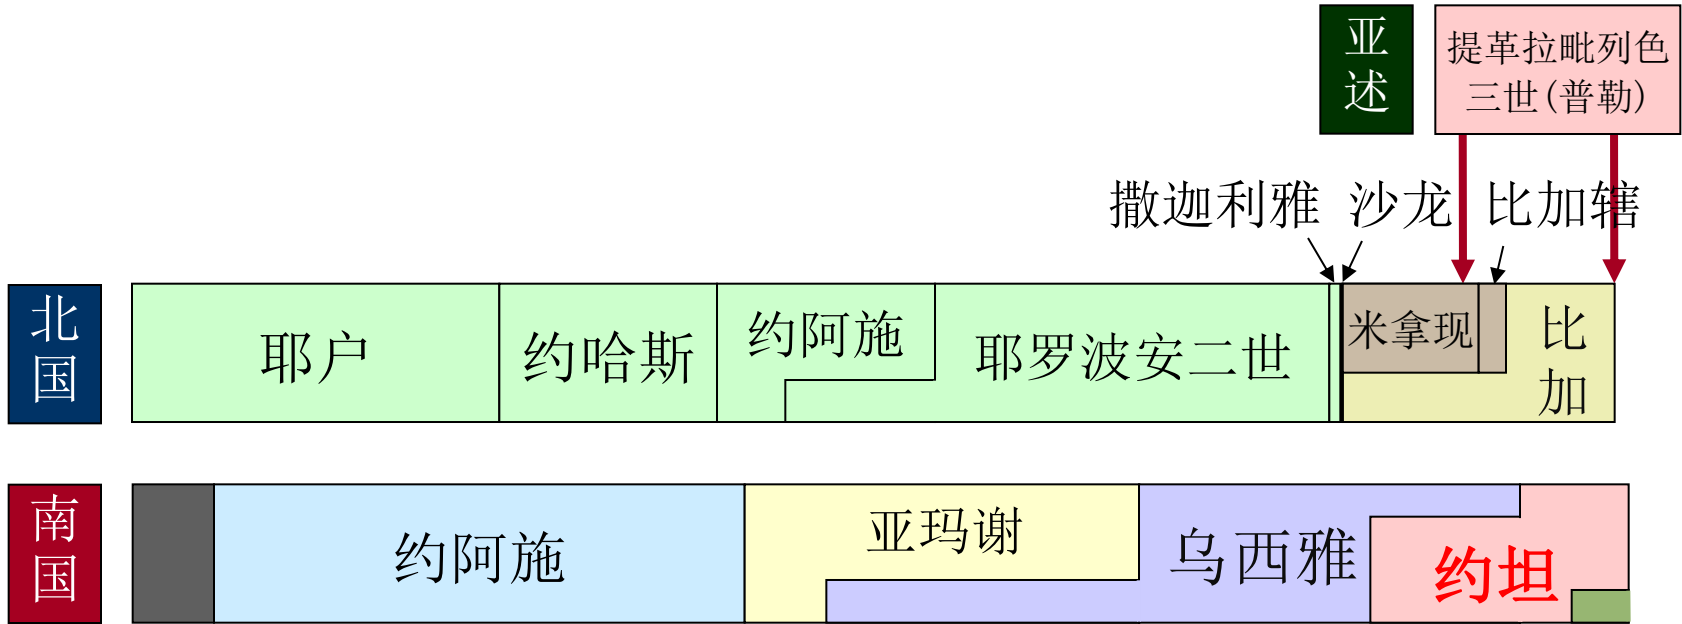 亚
述
提革拉毗列色
三世(普勒)
撒迦利雅
沙龙
比加辖
北
国
耶户
约哈斯
约阿施
耶罗波安二世
米拿现
比
加
南
国
约阿施
亚玛谢
乌西雅
约坦